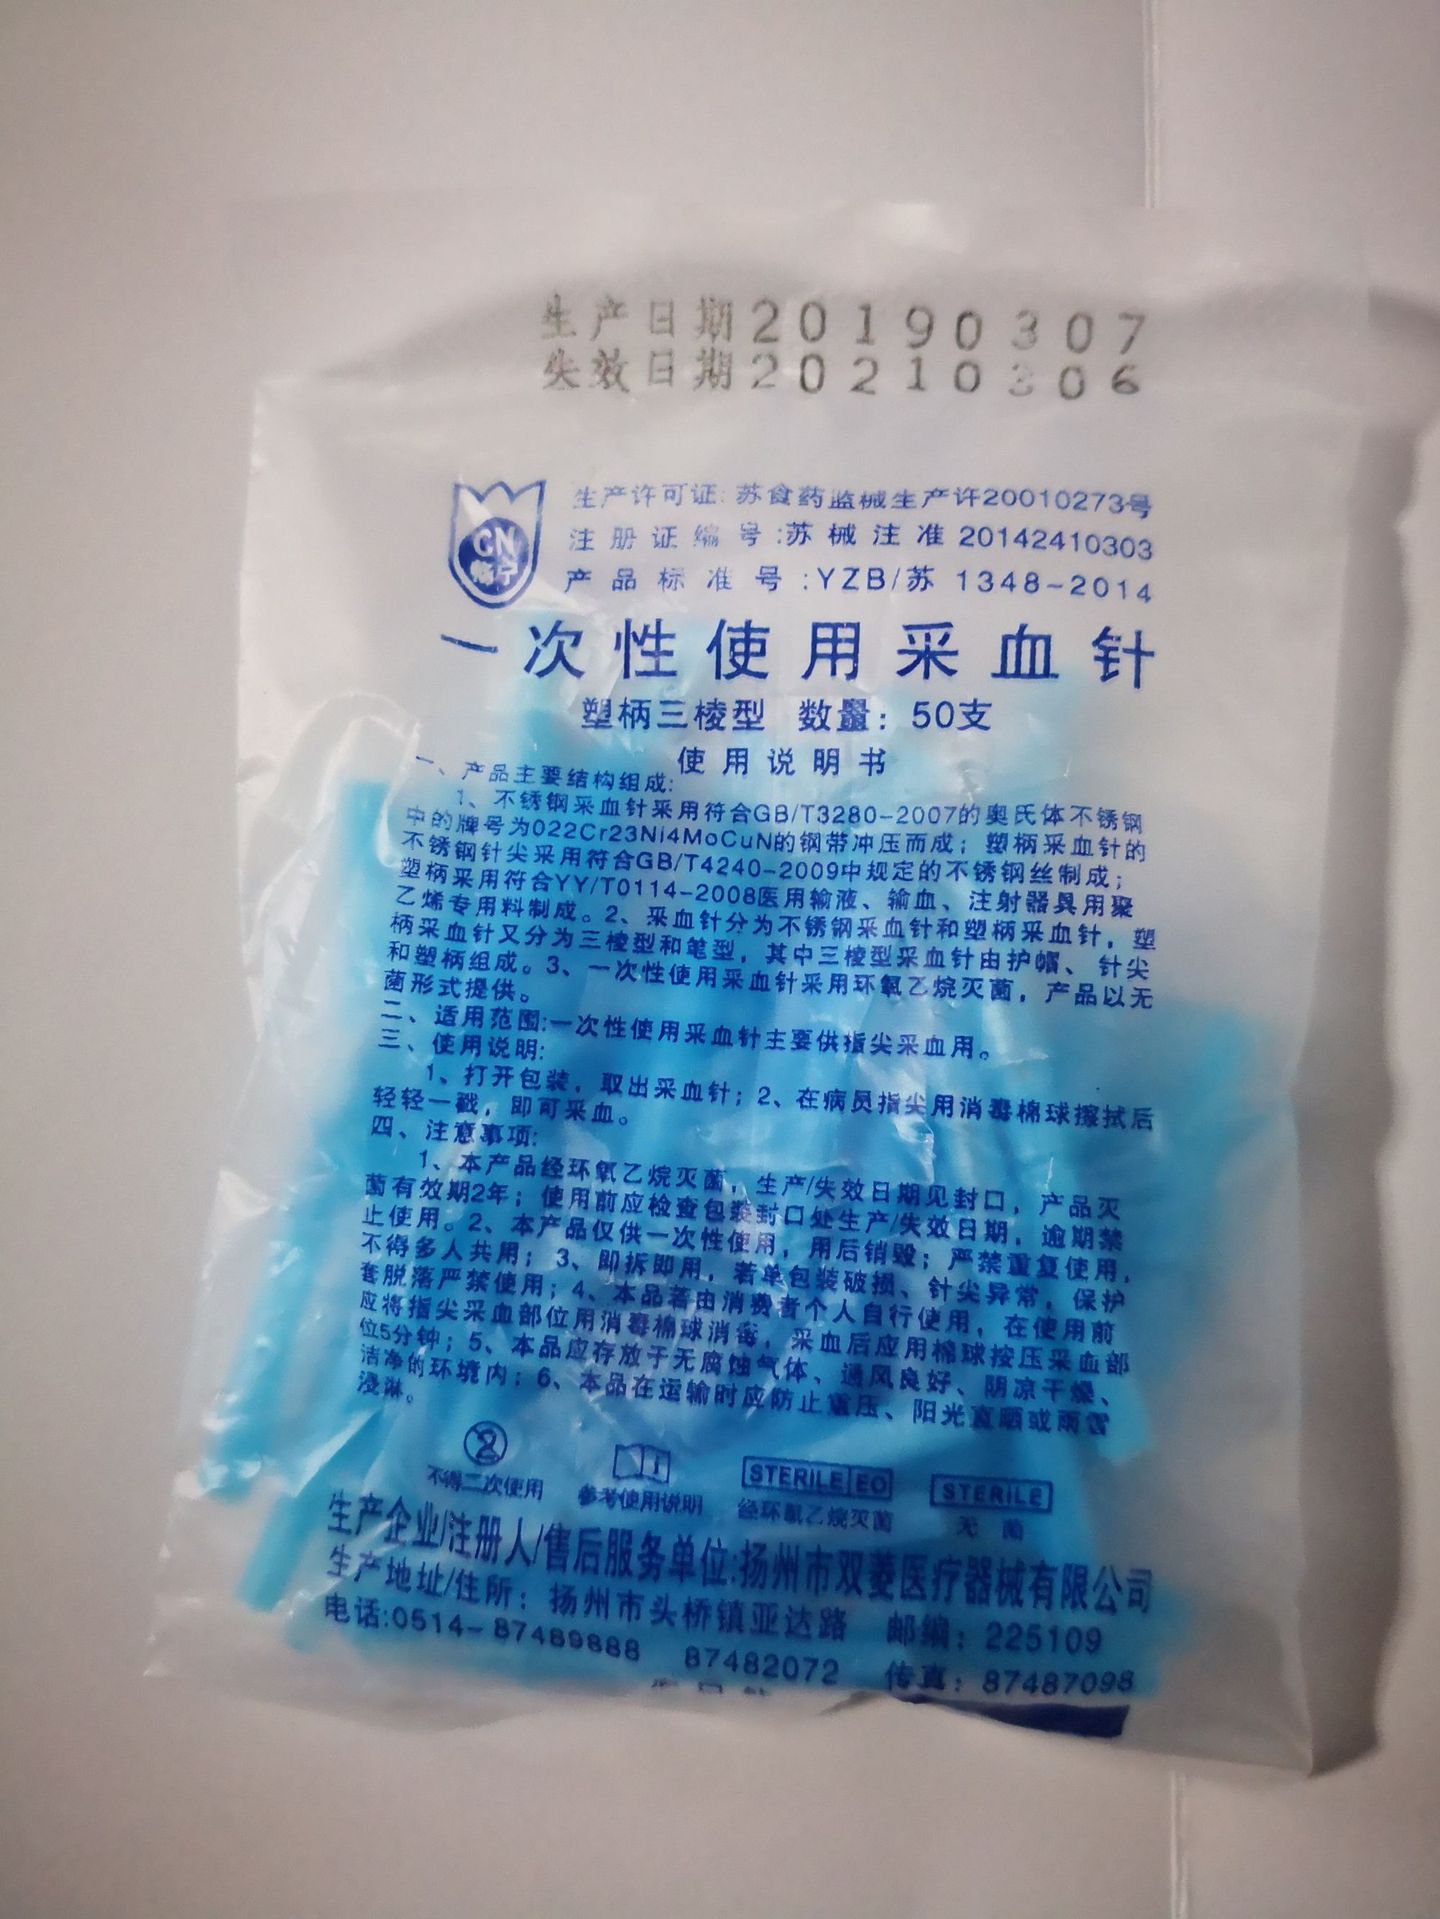 生产日期20190307
失效日期20210306
生产许可证:苏食药监械生产许20010273号
注册证编号:苏械注准20142410303
CN
产品标准号:YZB/苏 1348-2014
一次性使用采血针
塑柄三棱型 数量：50支
使用说明书
一、产品主要结构组成:
1、不锈钢采血针采用符合GB/T3280-2007的奥氏体不锈钢
中的牌号为022Cr23Ni4MoCuN的钢带冲压而成；塑柄采血针的
不锈钢针尖采用符合GB/T4240-2009中规定的不锈钢丝制成；
塑柄采用符合YY/T0114-2008医用输液、输血、注射器具用聚
乙烯专用料制成。2、采血针分为不锈钢采血针和塑柄采血针，塑
柄采血针又分为三棱型和笔型，其中三棱型采血针由护帽、针尖
和塑柄组成。3、一次性使用采血针采用环氧乙烷灭菌，产品以无
菌形式提供。
二、适用范围:一次性使用采血针主要供指尖采血用。
三、使用说明:
1、打开包装，取出采血针；2、在病员指尖用消毒棉球擦拭后
轻轻一戳，即可采血。
四、注意事项:
1、本产品经环氧乙烷灭菌，生产/失效日期见封口，产品灭
菌有效期2年；使用前应检查包装封口处生产/失效日期，逾期禁
止使用。2、本产品仅供一次性使用，用后销毁；严禁重复使用，
不得多人共用；3、即拆即用，若单包装破损、针尖异常，保护
套脱落严禁使用；4、本品若由消费者个人自行使用，在使用前
应将指尖采血部位用消毒棉球消毒，采血后应用棉球按压采血部
位5分钟；5、本品应存放于无腐蚀气体、通风良好、阴凉干燥、
洁净的环境内；6、本品在运输时应防止重压、阳光直晒或雨雪
浸淋。
2
STERILE EO
STERILE
不得二次使用 参考使用说明 经环氧乙烷灭菌 无菌
生产企业/注册人/售后服务单位:扬州市双菱医疗器械有限公司
生产地址/住所：扬州市头桥镇亚达路 邮编：225109
电话:0514-87489888 87482072 传真：87487098